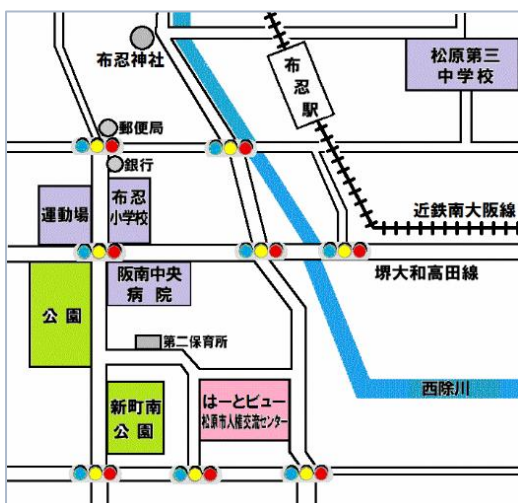 布忍神社
布忍駅
松原第三
中学校
郵便局
銀行
運動場
布忍
小学校
近鉄南大阪線
阪南中央
病院
堺大和高田線
公園
第二保育所
西除川
新町南
公園
はーとビュー
松原市人権交流センター